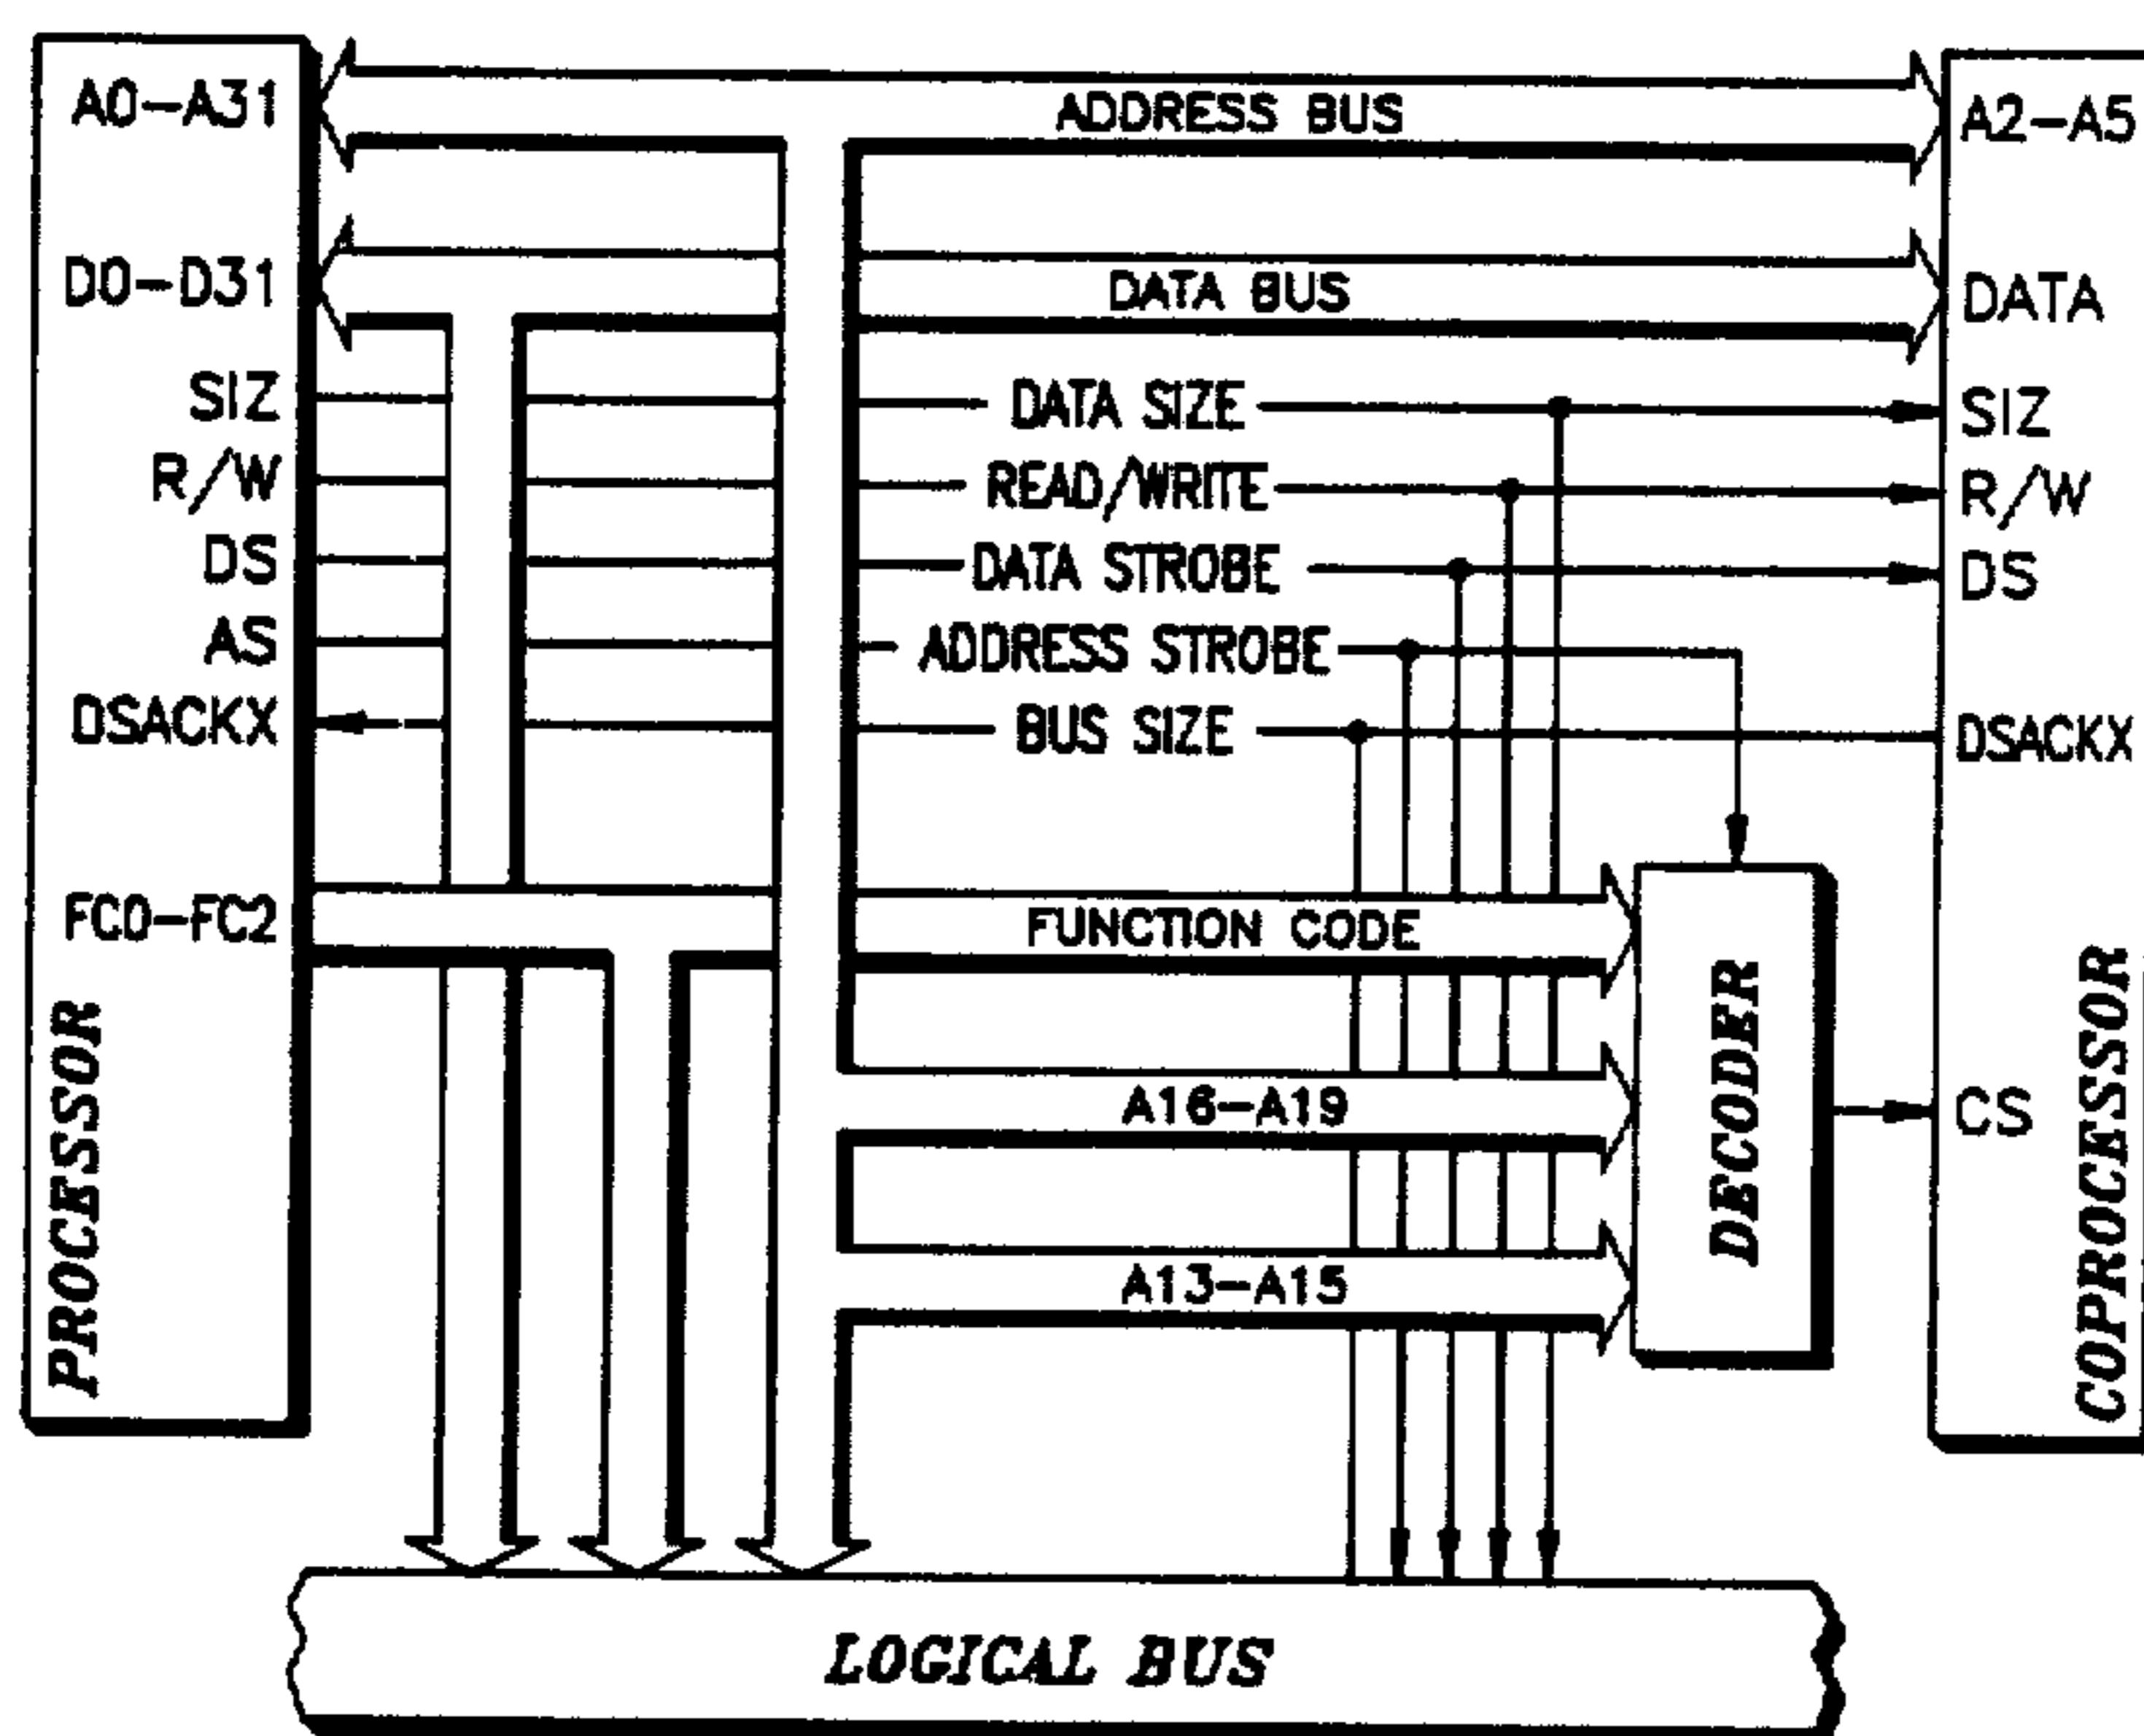 A0-A31
ADDRESS BUS
A2-A5
D0-D31
DATA BUS
DATA
SIZ
DATA SIZE
SIZ
R/W
READ/WRITE
R/W
DS
DATA STROBE
DS
AS
ADDRESS STROBE
DSACKX
BUS SIZE
DSACKX
FC0-FC2
FUNCTION CODE
A16-A19
CS
A13-A15
PROCESSOR
DECODER
COPROCESSOR
LOGICAL BUS